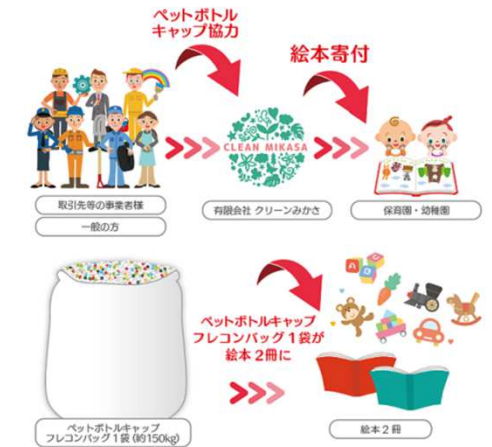 ペットボトル
キャップ協力
絵本寄付
CLEAN MIKASA
取引先等の事業者様
一般の方
有限会社 クリーンみかさ
保育園・幼稚園
ペットボトルキャップ
フレコンバッグ1袋が
絵本2冊に
ペットボトルキャップ
フレコンバッグ1袋(約150kg)
絵本2冊